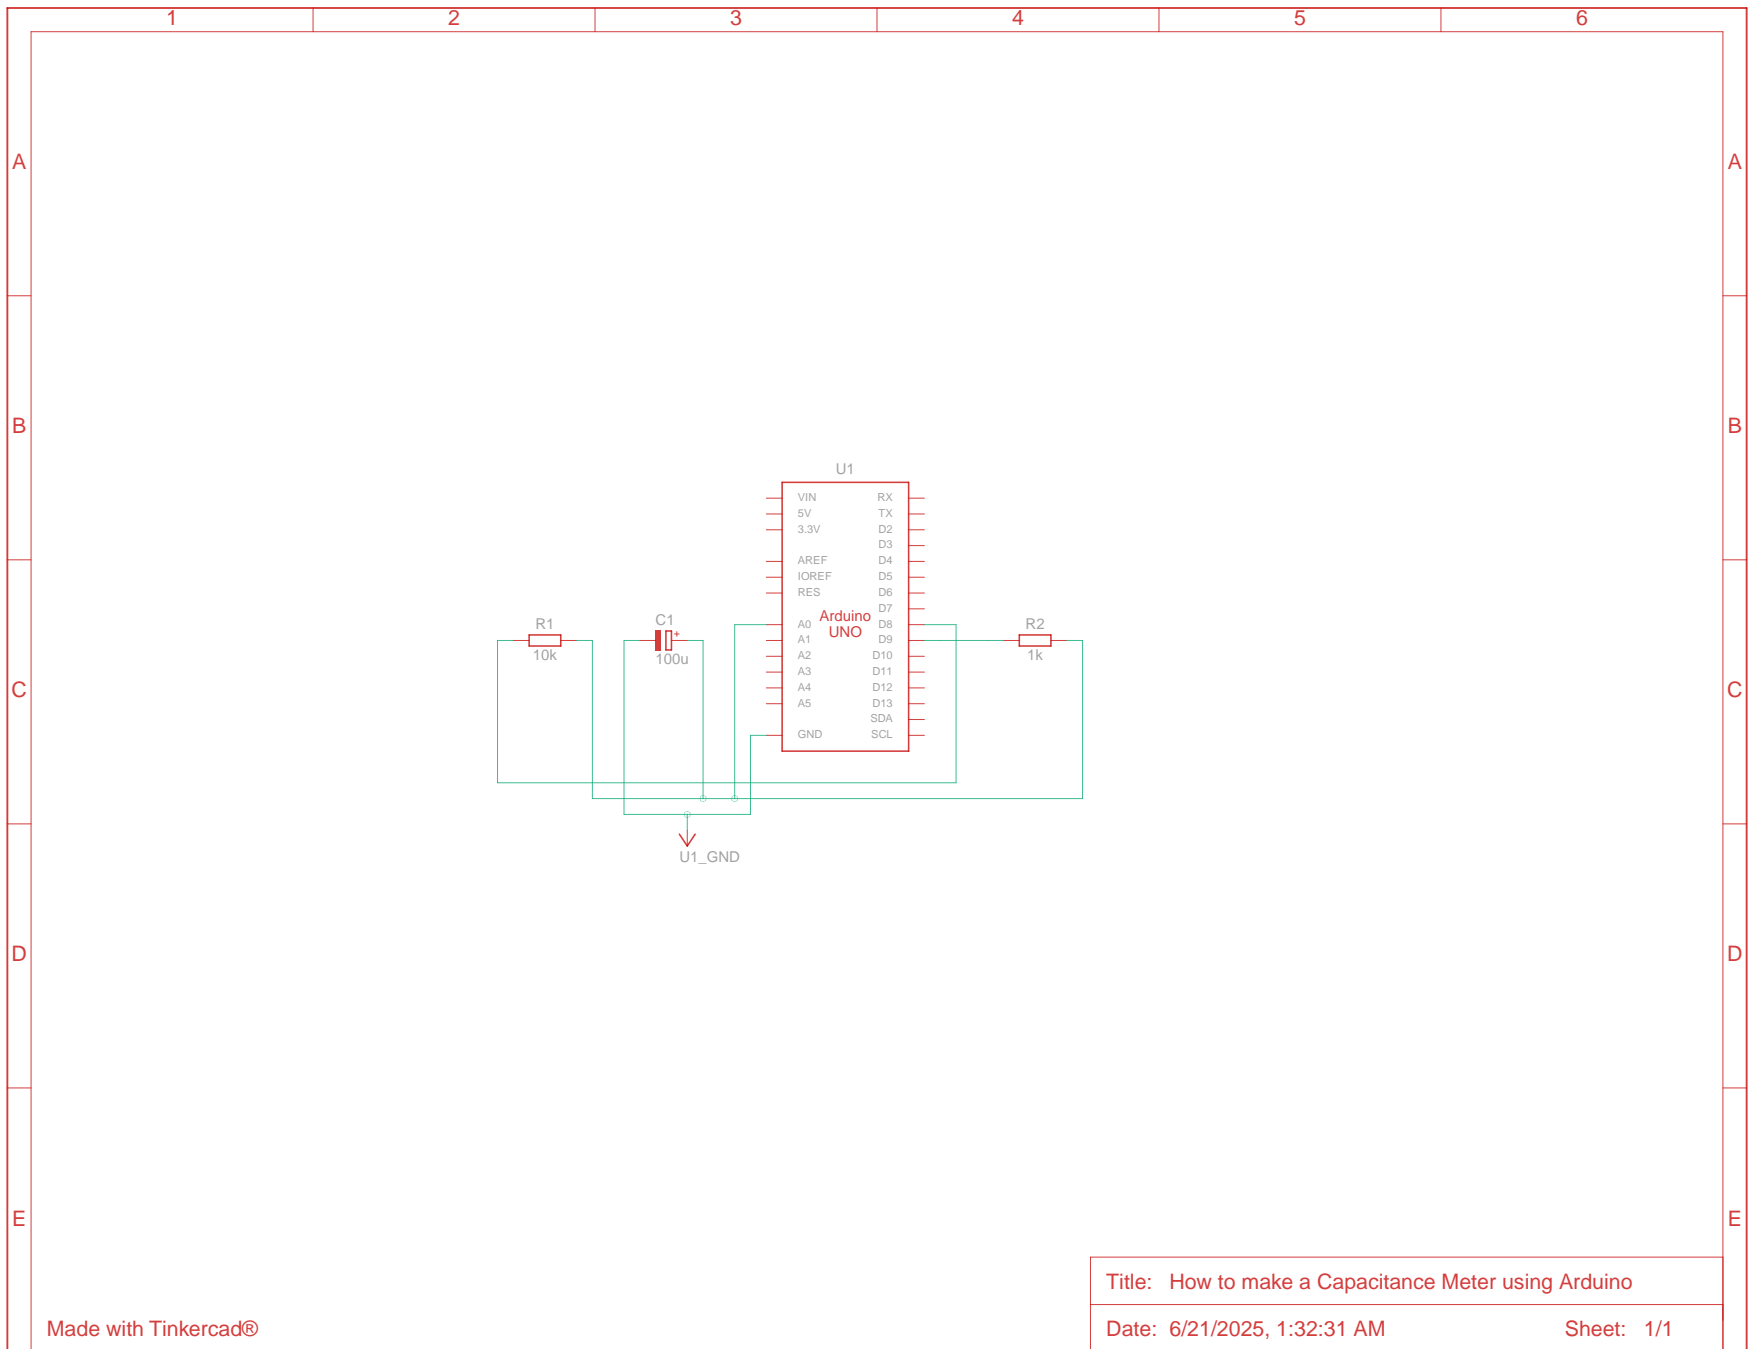 1 2 3 4 5 6
A A
B B
U1
VIN RX
5V TX
3.3V D2
D3
AREF D4
IOREF D5
RES D6
D7
Arduino
UNO
A0 D8
A1 D9
A2 D10
A3 D11
A4 D12
A5 D13
SDA
GND SCL
R1
10k
C1
+
100u
R2
1k
C C
U1_GND
D D
E E
Title: How to make a Capacitance Meter using Arduino
Made with Tinkercad®
Date: 6/21/2025, 1:32:31 AM Sheet: 1/1